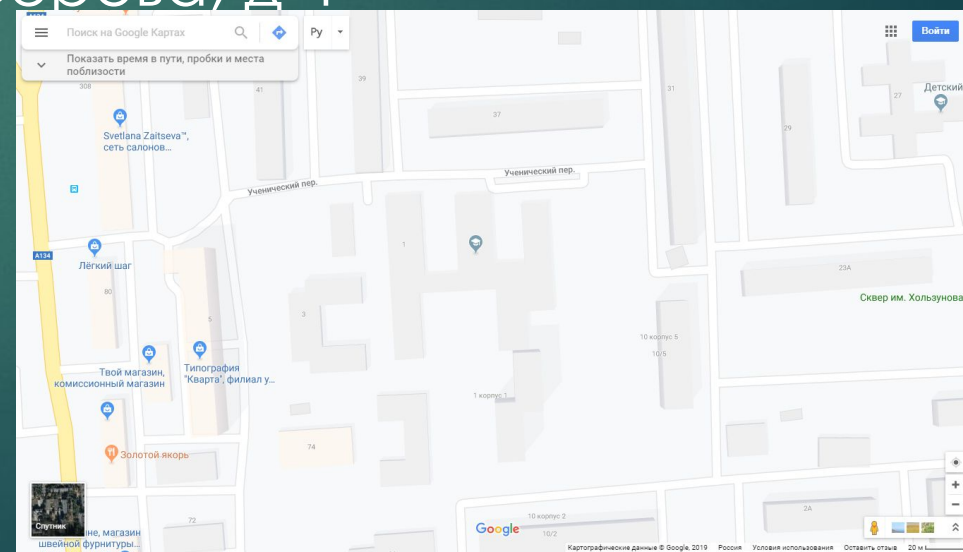 Поиск на Google Картах
Ру
Войти
Показать время в пути, пробки и места
поблизости
308
41
39
37
31
27
29
Детский
Svetlana Zaitseva™,
сеть салонов...
Ученический пер.
Ученический пер.
A134
Лёгкий шаг
80
5
1
3
23А
Сквер им. Хользунова
10 корпус 5
10/5
Твой магазин,
комиссионный магазин
Типография
"Кварта", филиал у...
1 корпус 1
74
Золотой якорь
Спутник
72
не, магазин
швейной фурнитуры...
Google
10 корпус 2
10/2
2А
Картографические данные © Google, 2019 Россия Условия использования Оставить отзыв 20 м